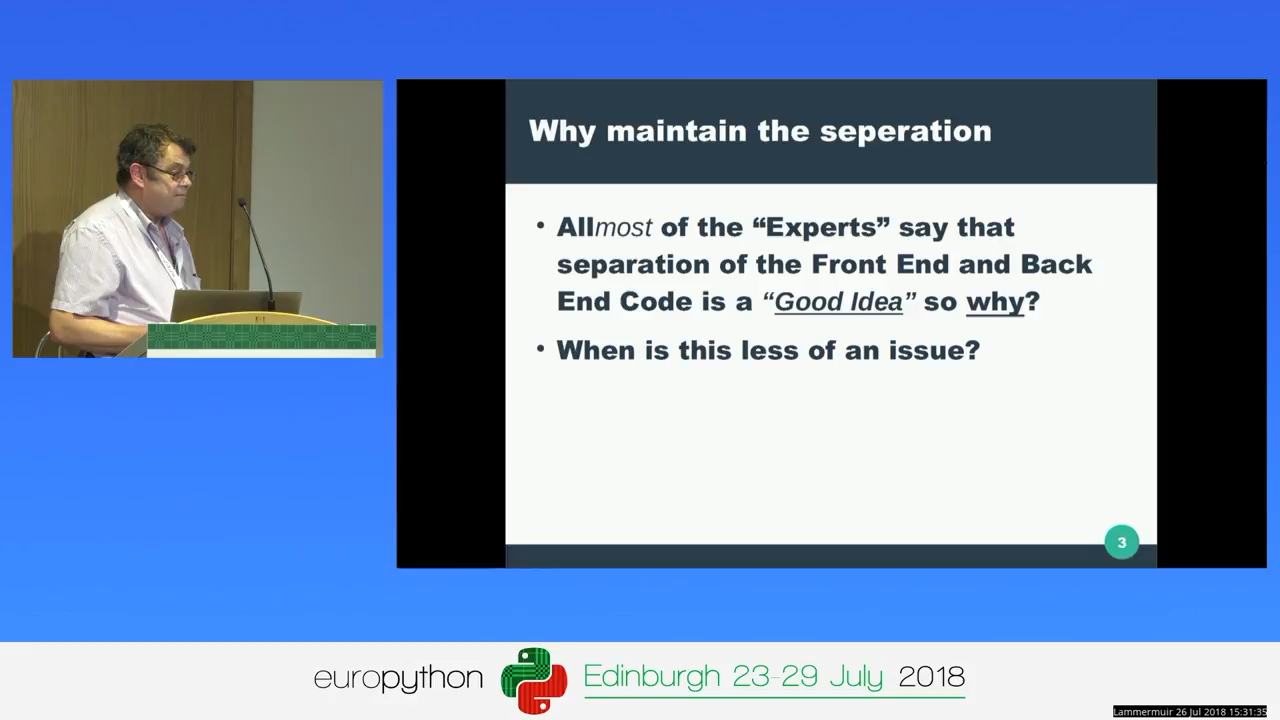 Why maintain the seperation
• Allmost of the “Experts” say that
separation of the Front End and Back
End Code is a “Good Idea” so why?
• When is this less of an issue?
3
europython
Edinburgh 23-29 July 2018
Lammermuir 26 Jul 2018 15:31:35